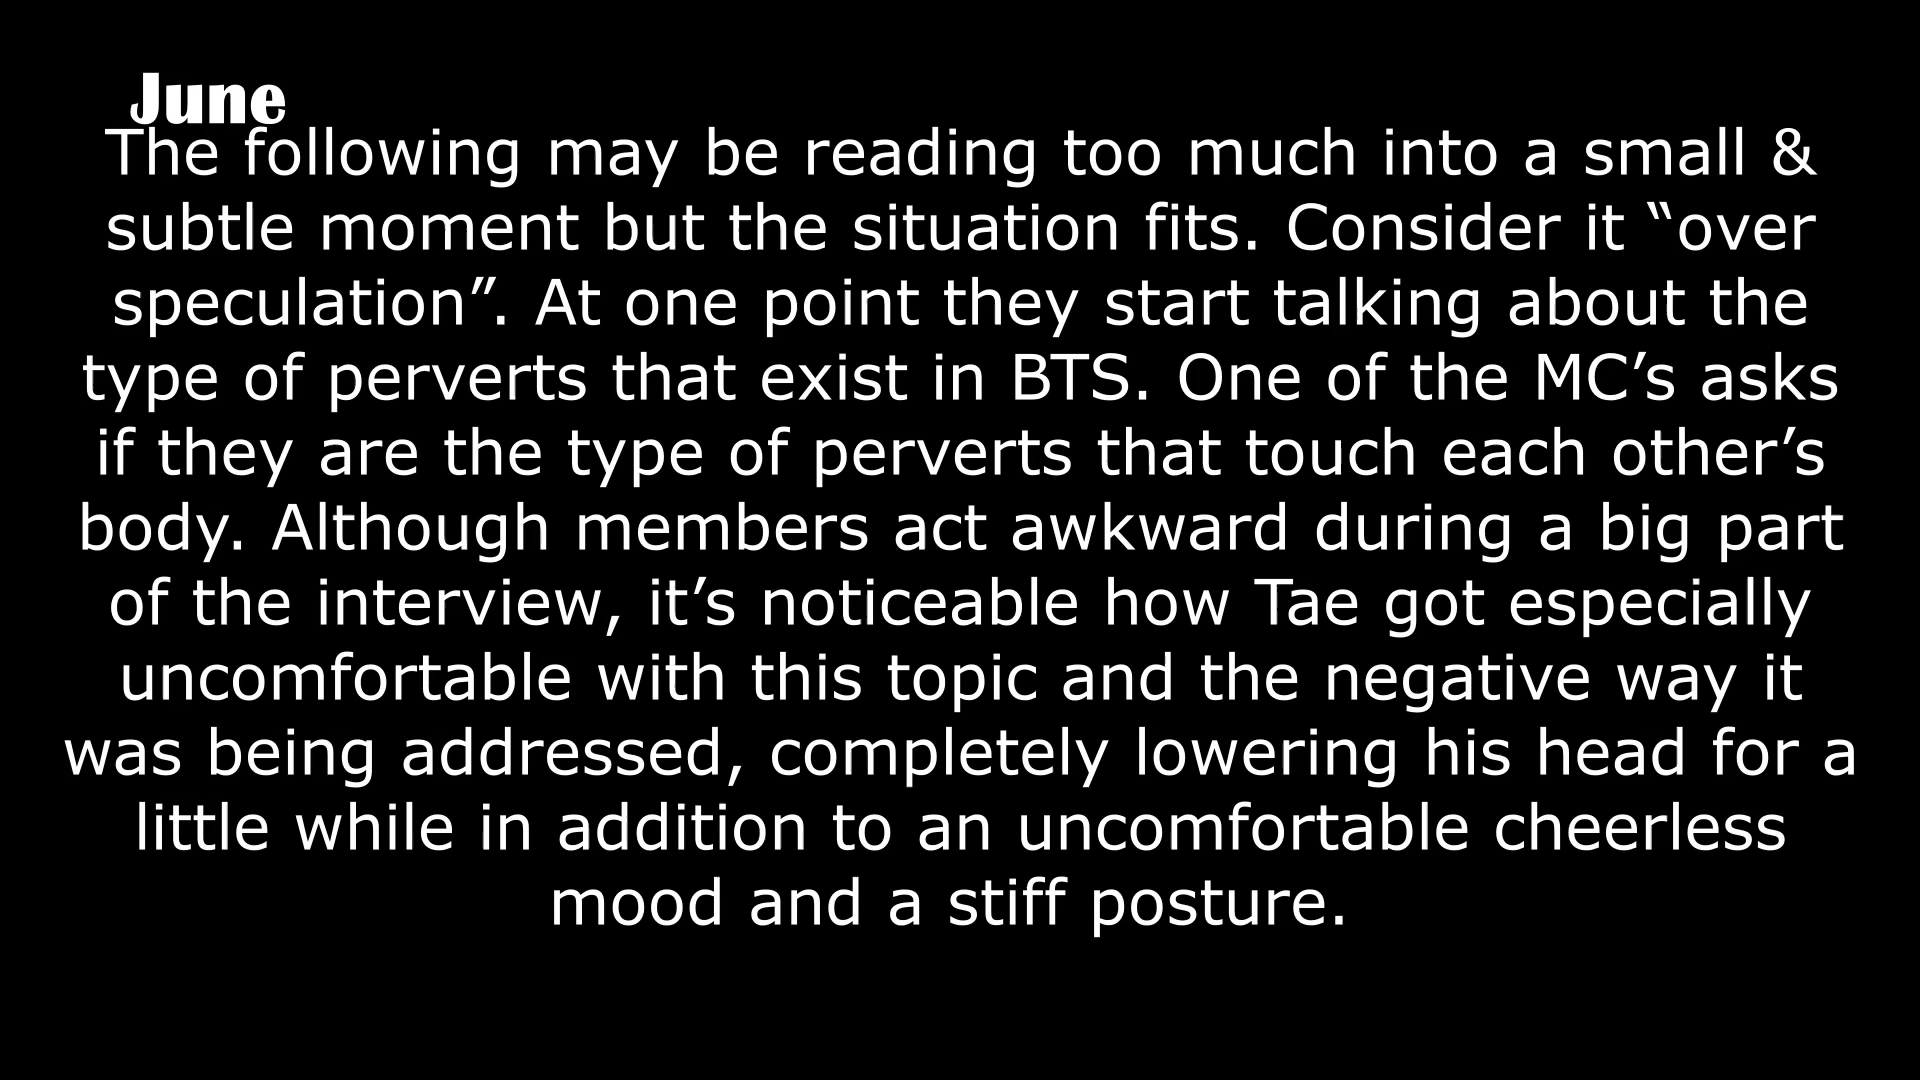 June
The following may be reading too much into a small &
subtle moment but the situation fits. Consider it “over
speculation”. At one point they start talking about the
type of perverts that exist in BTS. One of the MC’s asks
if they are the type of perverts that touch each other’s
body. Although members act awkward during a big part
of the interview, it’s noticeable how Tae got especially
uncomfortable with this topic and the negative way it
was being addressed, completely lowering his head for a
little while in addition to an uncomfortable cheerless
mood and a stiff posture.